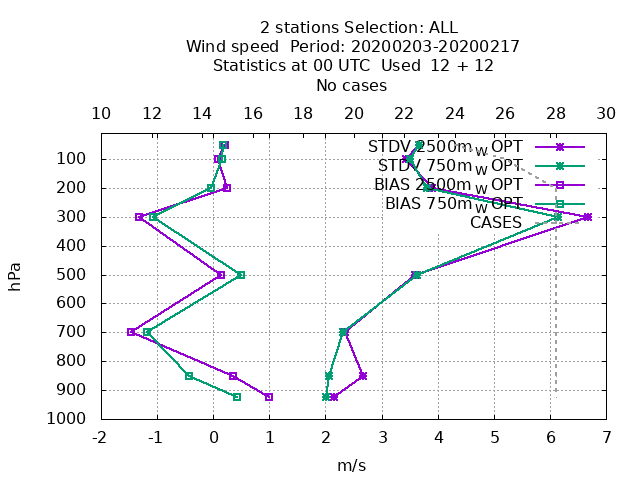 2 stations Selection: ALL
Wind speed  Period: 20200203-20200217
Statistics at 00 UTC  Used  12 + 12
No cases
10 12 14 16 18 20 22 24 26 28 30
STDV 2500m_W OPT
STDV 750m_W OPT
BIAS 2500m_W OPT
BIAS 750m_W OPT
CASES
hPa
100
200
300
400
500
600
700
800
900
1000
-2 -1 0 1 2 3 4 5 6 7
m/s